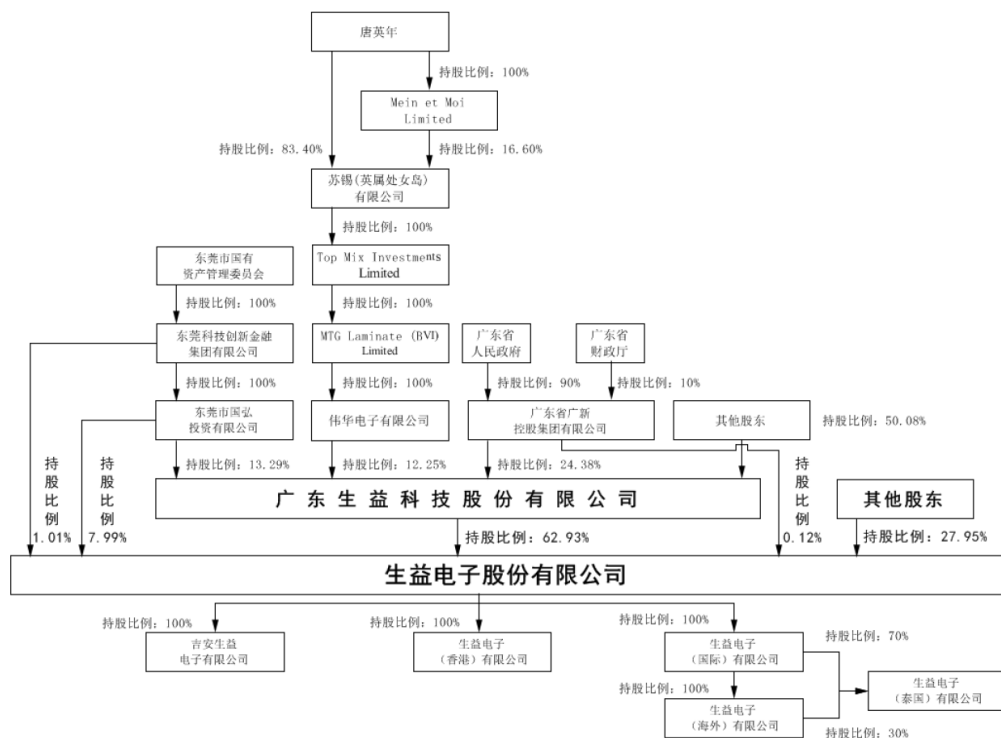 唐英年
持股比例：100%
Mein et Moi
Limited
持股比例：83.40%
持股比例：16.60%
苏锡(英属处女岛)
有限公司
持股比例：100%
东莞市国有
资产管理委员会
Top Mix Investments
Limited
持股比例：100%
持股比例：100%
东莞科技创新金融
集团有限公司
MTG Laminate (BVI)
Limited
广东省
人民政府
广东省
财政厅
持股比例：100%
持股比例：100%
持股比例：90%
持股比例：10%
东莞市国弘
投资有限公司
伟华电子有限公司
广东省广新
控股集团有限公司
其他股东
持股比例：50.08%
持股比例：13.29%
持股比例：12.25%
持股比例：24.38%
持股比例
1.01%
持股比例
7.99%
广东生益科技股份有限公司
持股比例
0.12%
其他股东
持股比例：62.93%
持股比例：27.95%
生益电子股份有限公司
持股比例：100%
持股比例：100%
持股比例：100%
吉安生益
电子有限公司
生益电子
（香港）有限公司
生益电子
（国际）有限公司
持股比例：70%
持股比例：100%
生益电子
（泰国）有限公司
生益电子
（海外）有限公司
持股比例：30%